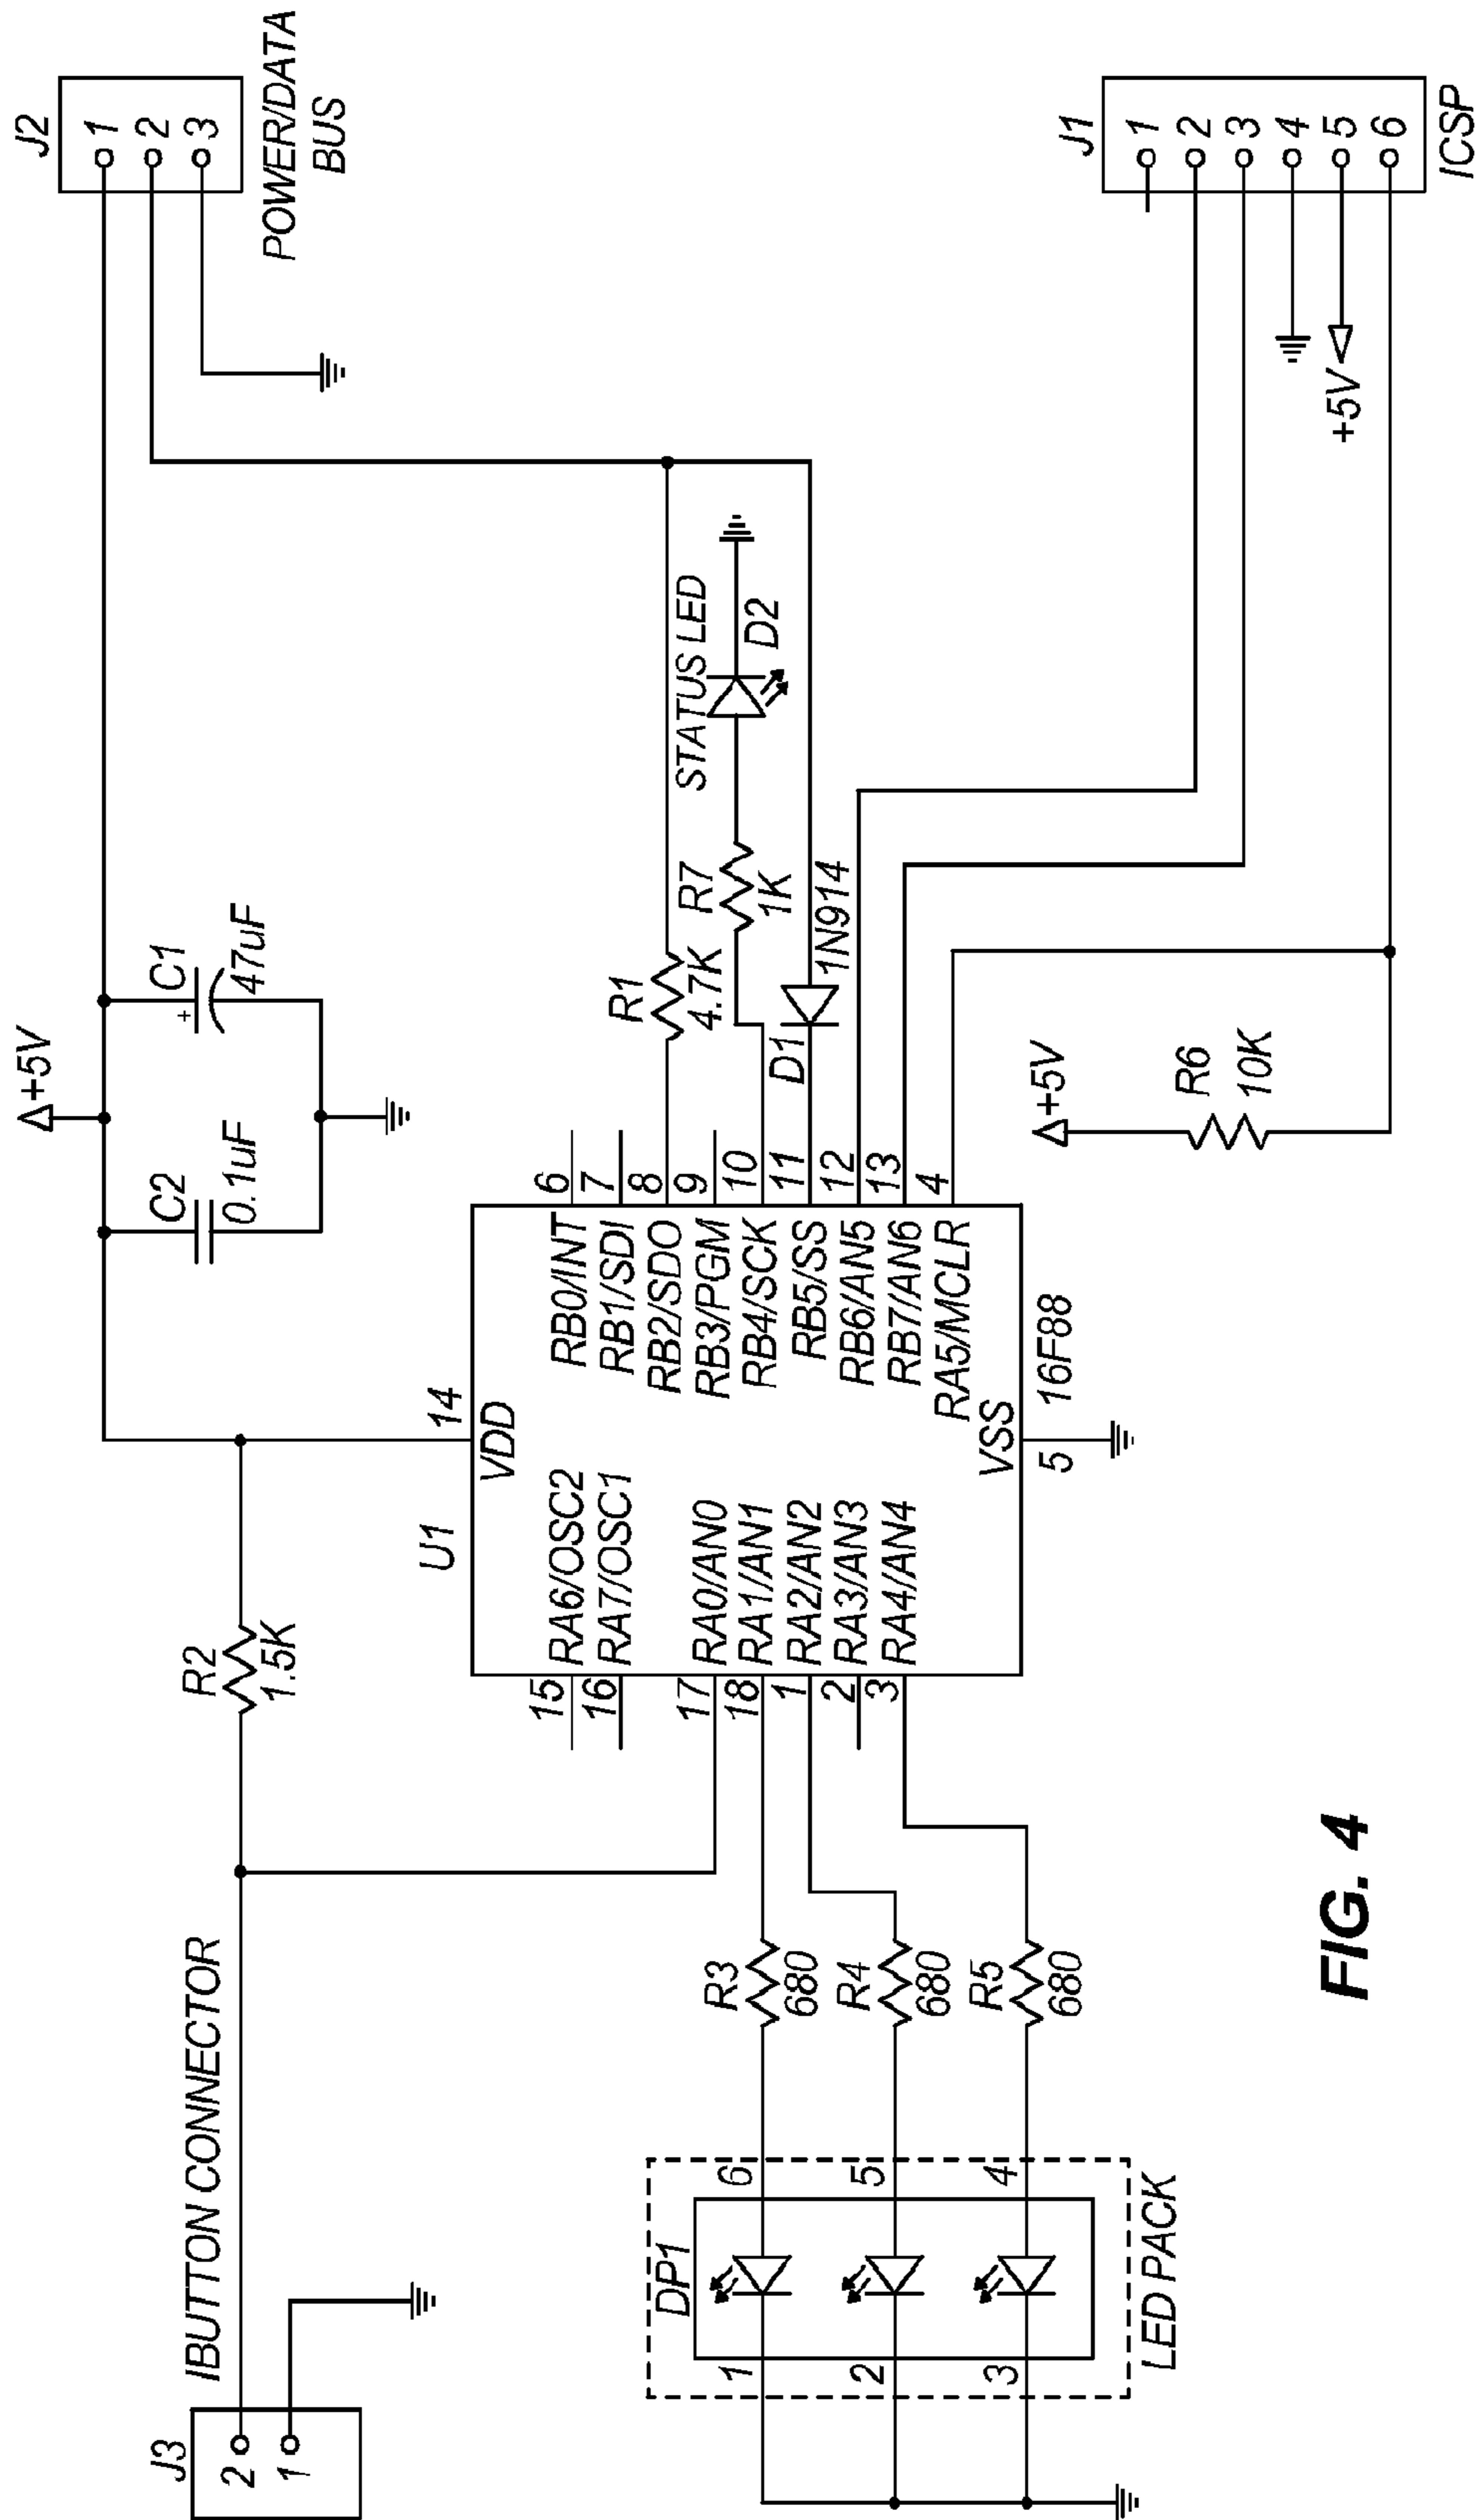 J3
2
1
IBUTTON CONNECTOR
R2
1.5K
+5V
C2
0.1uF
C1
+
47uF
J2
1
2
3
POWER/DATA
BUS
U1
14
VDD
15
RA6/OSC2
16
RA7/OSC1
17
RA0/AN0
18
RA1/AN1
1
RA2/AN2
2
RA3/AN3
3
RA4/AN4
RB0/INT
6
RB1/SDI
7
RB2/SDO
8
RB3/PGM
9
RB4/SCK
10
RB5/SS
11
RB6/AN5
12
RB7/AN6
13
RA5/MCLR
4
VSS
5
16F88
R1
4.7K
R7
1K
STATUS LED
D2
D1
1N914
DP1
1
6
2
5
3
4
LED PACK
R3
680
R4
680
R5
680
+5V
R6
10K
J1
1
2
3
4
5
6
ICSP
+5V
FIG. 4